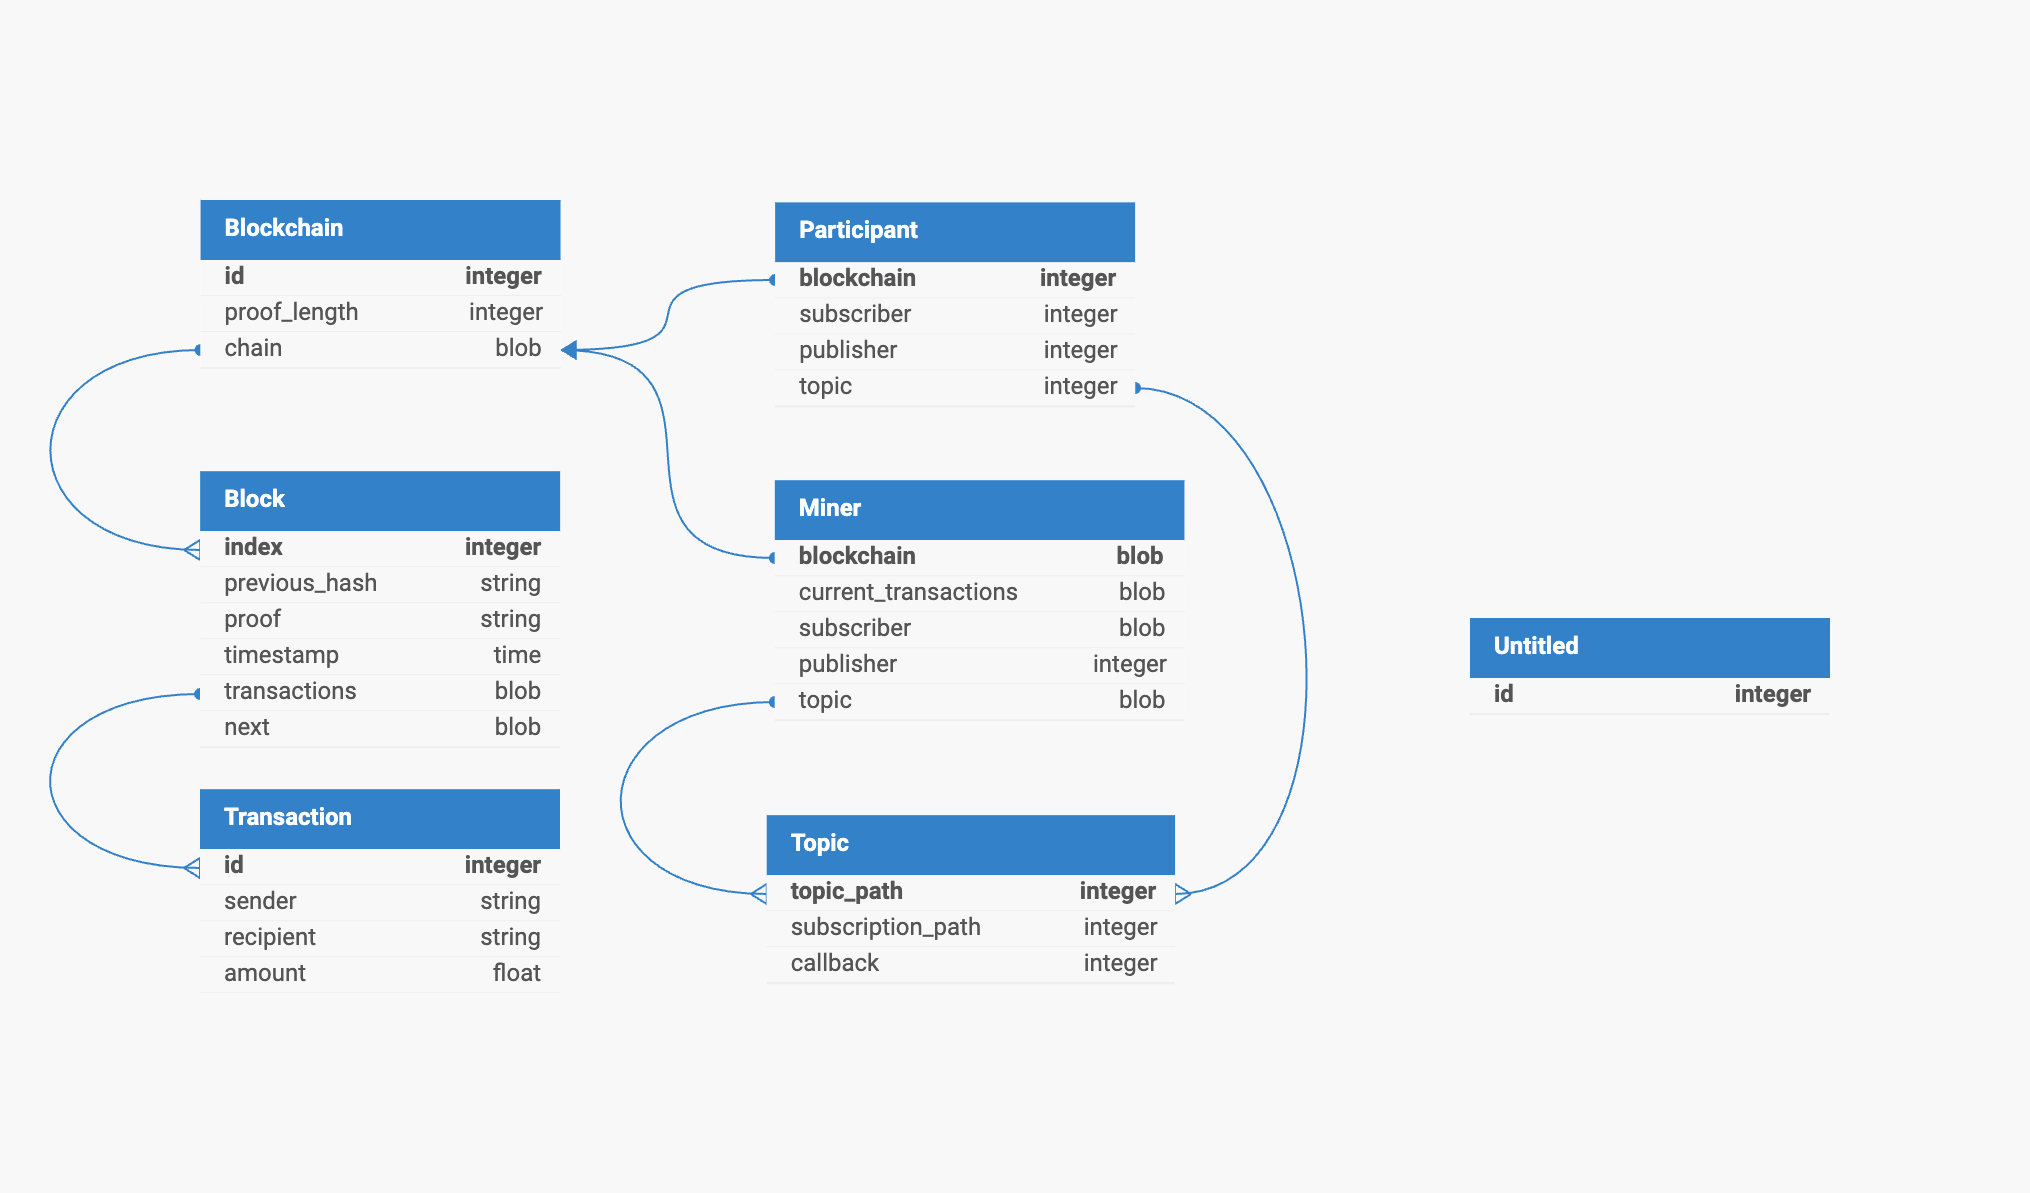 Blockchain
id integer
proof_length integer
chain blob
Participant
blockchain integer
subscriber integer
publisher integer
topic integer
Block
index integer
previous_hash string
proof string
timestamp time
transactions blob
next blob
Miner
blockchain blob
current_transactions blob
subscriber blob
publisher integer
topic blob
Untitled
id integer
Transaction
id integer
sender string
recipient string
amount float
Topic
topic_path integer
subscription_path integer
callback integer